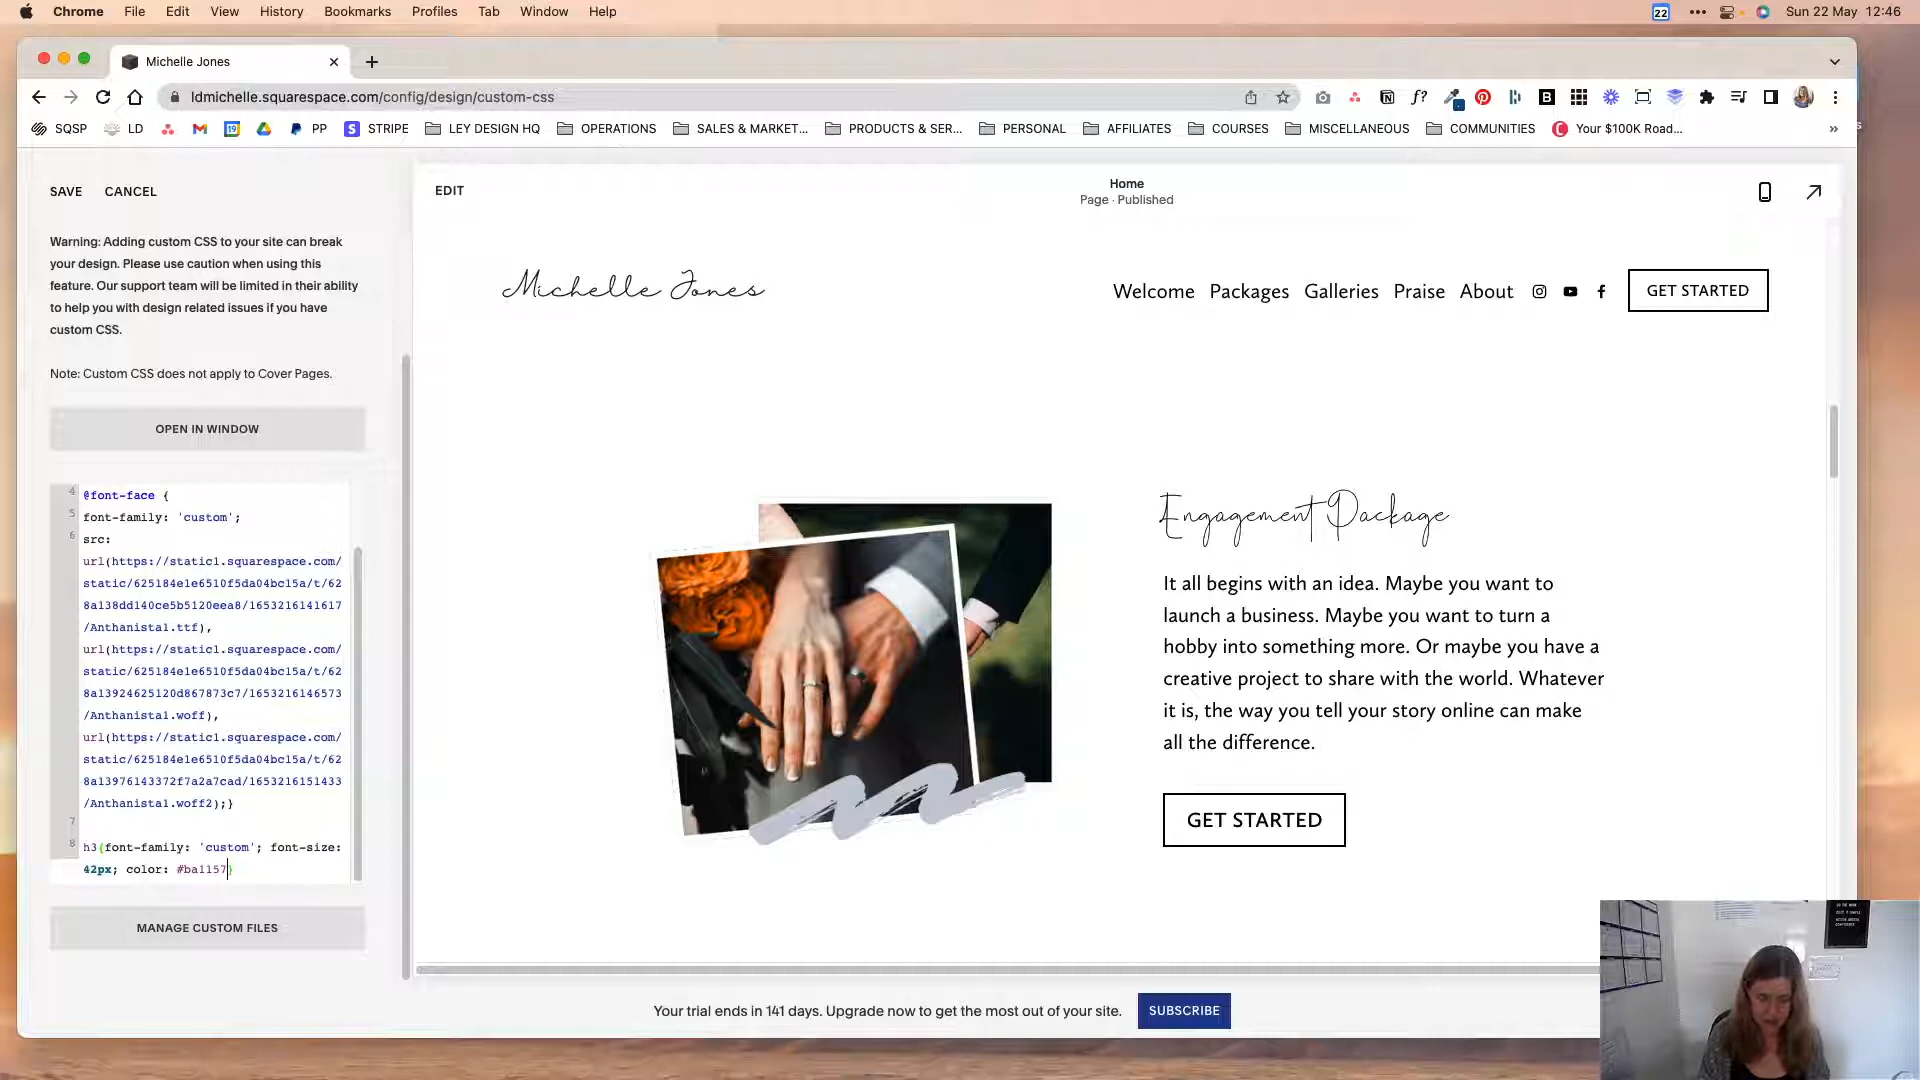 Chrome File Edit View History Bookmarks Profiles Tab Window Help
22 Sun 22 May 12:46
Michelle Jones
ldmichelle.squarespace.com/config/design/custom-css
SQSP LD 19 PP STRIPE LEY DESIGN HQ OPERATIONS SALES & MARKET... PRODUCTS & SER... PERSONAL AFFILIATES COURSES MISCELLANEOUS COMMUNITIES Your $100K Road... »
SAVE CANCEL
Warning: Adding custom CSS to your site can break
your design. Please use caution when using this
feature. Our support team will be limited in their ability
to help you with design related issues if you have
custom CSS.
Note: Custom CSS does not apply to Cover Pages.
OPEN IN WINDOW
4 @font-face {
5 font-family: 'custom';
6 src:
url(https://static1.squarespace.com/
static/625184e1e6510f5da04bc15a/t/62
8a138dd140ce5b5120eea8/1653216141617
/Anthanista1.ttf),
url(https://static1.squarespace.com/
static/625184e1e6510f5da04bc15a/t/62
8a13924625120d867873c7/1653216146573
/Anthanista1.woff),
url(https://static1.squarespace.com/
static/625184e1e6510f5da04bc15a/t/62
8a13976143372f7a2a7cad/1653216151433
/Anthanista1.woff2);}
7
8 h3{font-family: 'custom'; font-size:
42px; color: #ba1157}
MANAGE CUSTOM FILES
EDIT
Home
Page · Published
Michelle Jones
Welcome Packages Galleries Praise About GET STARTED
Engagement Package
It all begins with an idea. Maybe you want to
launch a business. Maybe you want to turn a
hobby into something more. Or maybe you have a
creative project to share with the world. Whatever
it is, the way you tell your story online can make
all the difference.
GET STARTED
Your trial ends in 141 days. Upgrade now to get the most out of your site. SUBSCRIBE